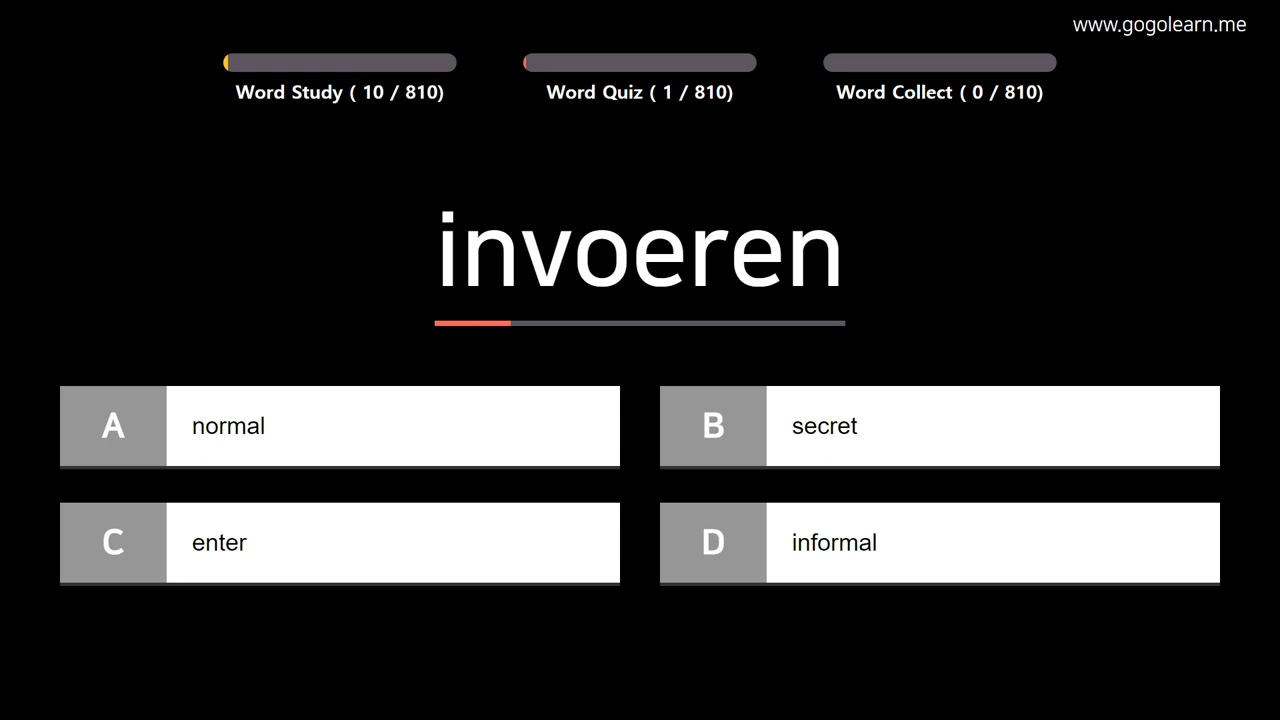 www.gogolearn.me
Word Study ( 10 / 810)
Word Quiz ( 1 / 810)
Word Collect ( 0 / 810)
invoeren
A normal
B secret
C enter
D informal